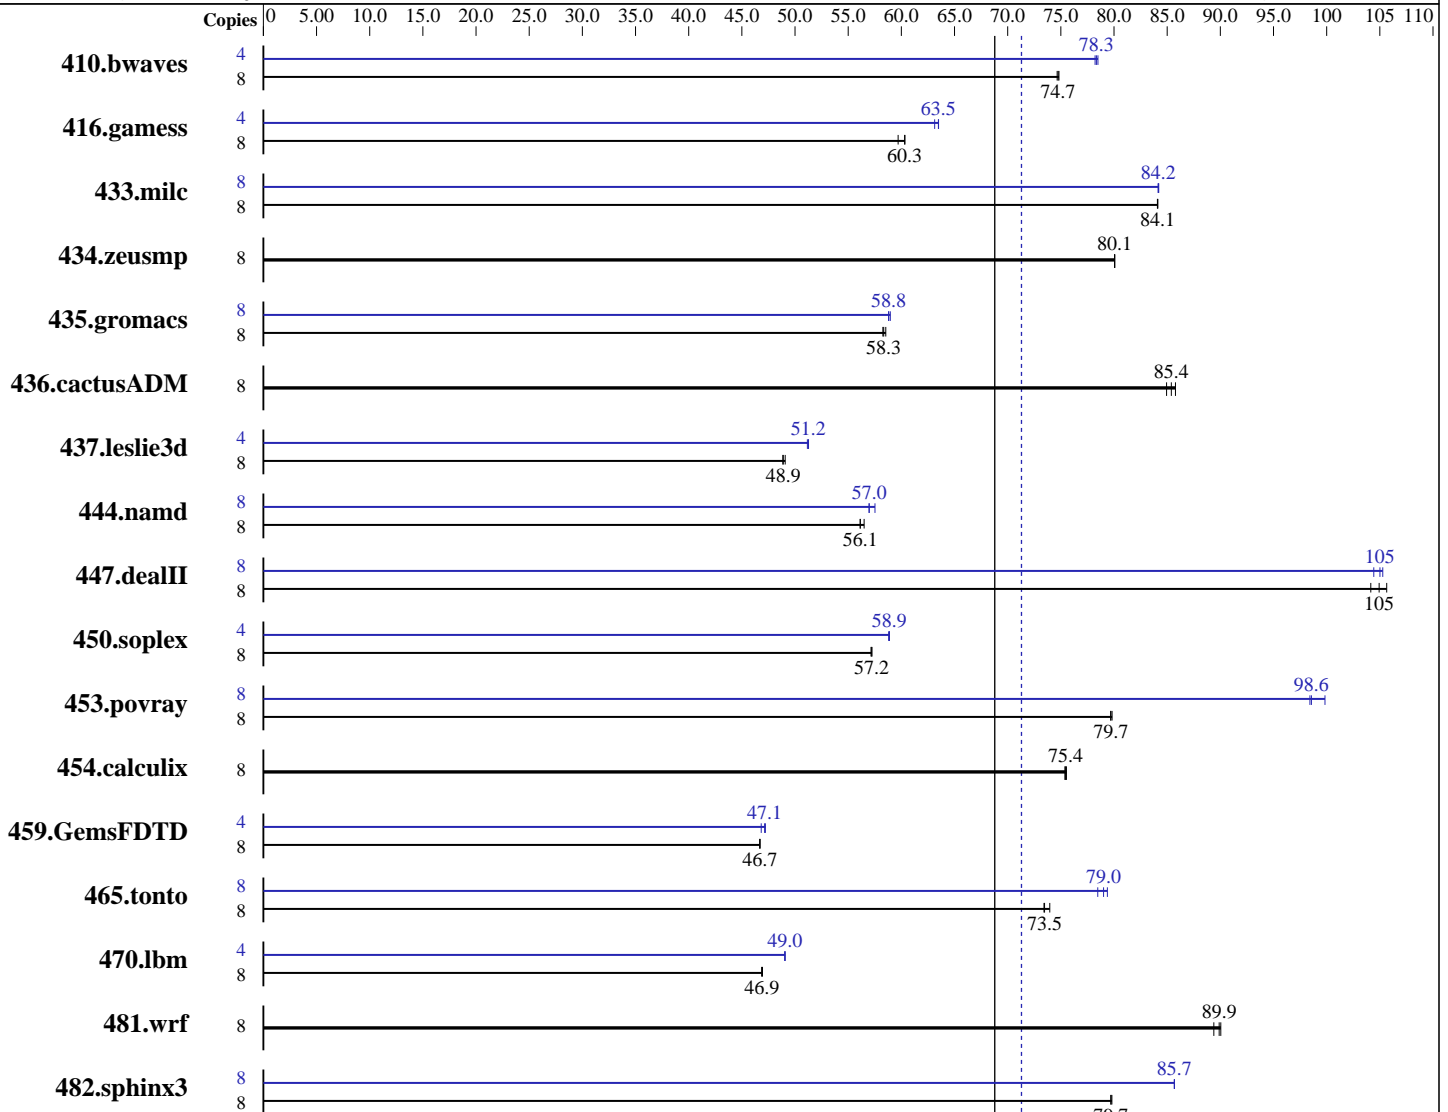 Copies 0 5.00 10.0 15.0 20.0 25.0 30.0 35.0 40.0 45.0 50.0 55.0 60.0 65.0 70.0 75.0 80.0 85.0 90.0 95.0 100 105 110
410.bwaves 4 78.3
8 74.7
416.gamess 4 63.5
8 60.3
433.milc 8 84.2
8 84.1
434.zeusmp 8 80.1
435.gromacs 8 58.8
8 58.3
436.cactusADM 8 85.4
437.leslie3d 4 51.2
8 48.9
444.namd 8 57.0
8 56.1
447.dealII 8 105
8 105
450.soplex 4 58.9
8 57.2
453.povray 8 98.6
8 79.7
454.calculix 8 75.4
459.GemsFDTD 4 47.1
8 46.7
465.tonto 8 79.0
8 73.5
470.lbm 4 49.0
8 46.9
481.wrf 8 89.9
482.sphinx3 8 85.7
8